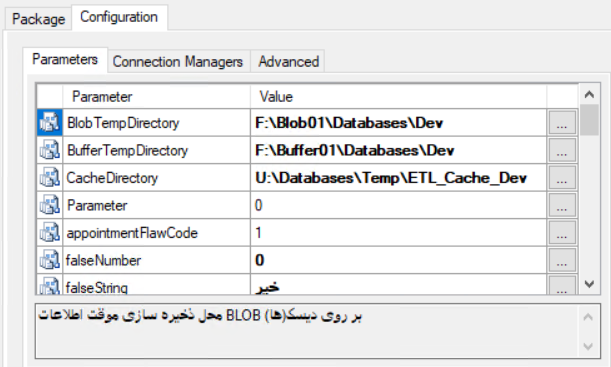 Package Configuration
Parameters Connection Managers Advanced
Parameter Value
BlobTempDirectory F:\Blob01\Databases\Dev ...
BufferTempDirectory F:\Buffer01\Databases\Dev ...
CacheDirectory U:\Databases\Temp\ETL_Cache_Dev ...
Parameter 0 ...
appointmentFlawCode 1 ...
falseNumber 0 ...
falseString خیر ...
بر روی دیسک(ها) BLOB محل ذخیره سازی موقت اطلاعات